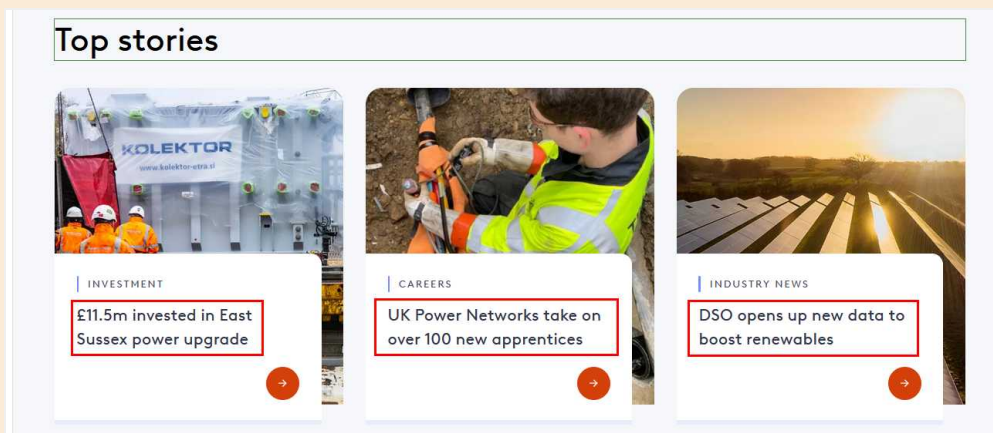 Top stories
KOLEKTOR
www.kolektor-etra.si
INVESTMENT
£11.5m invested in East
Sussex power upgrade
CAREERS
UK Power Networks take on
over 100 new apprentices
INDUSTRY NEWS
DSO opens up new data to
boost renewables